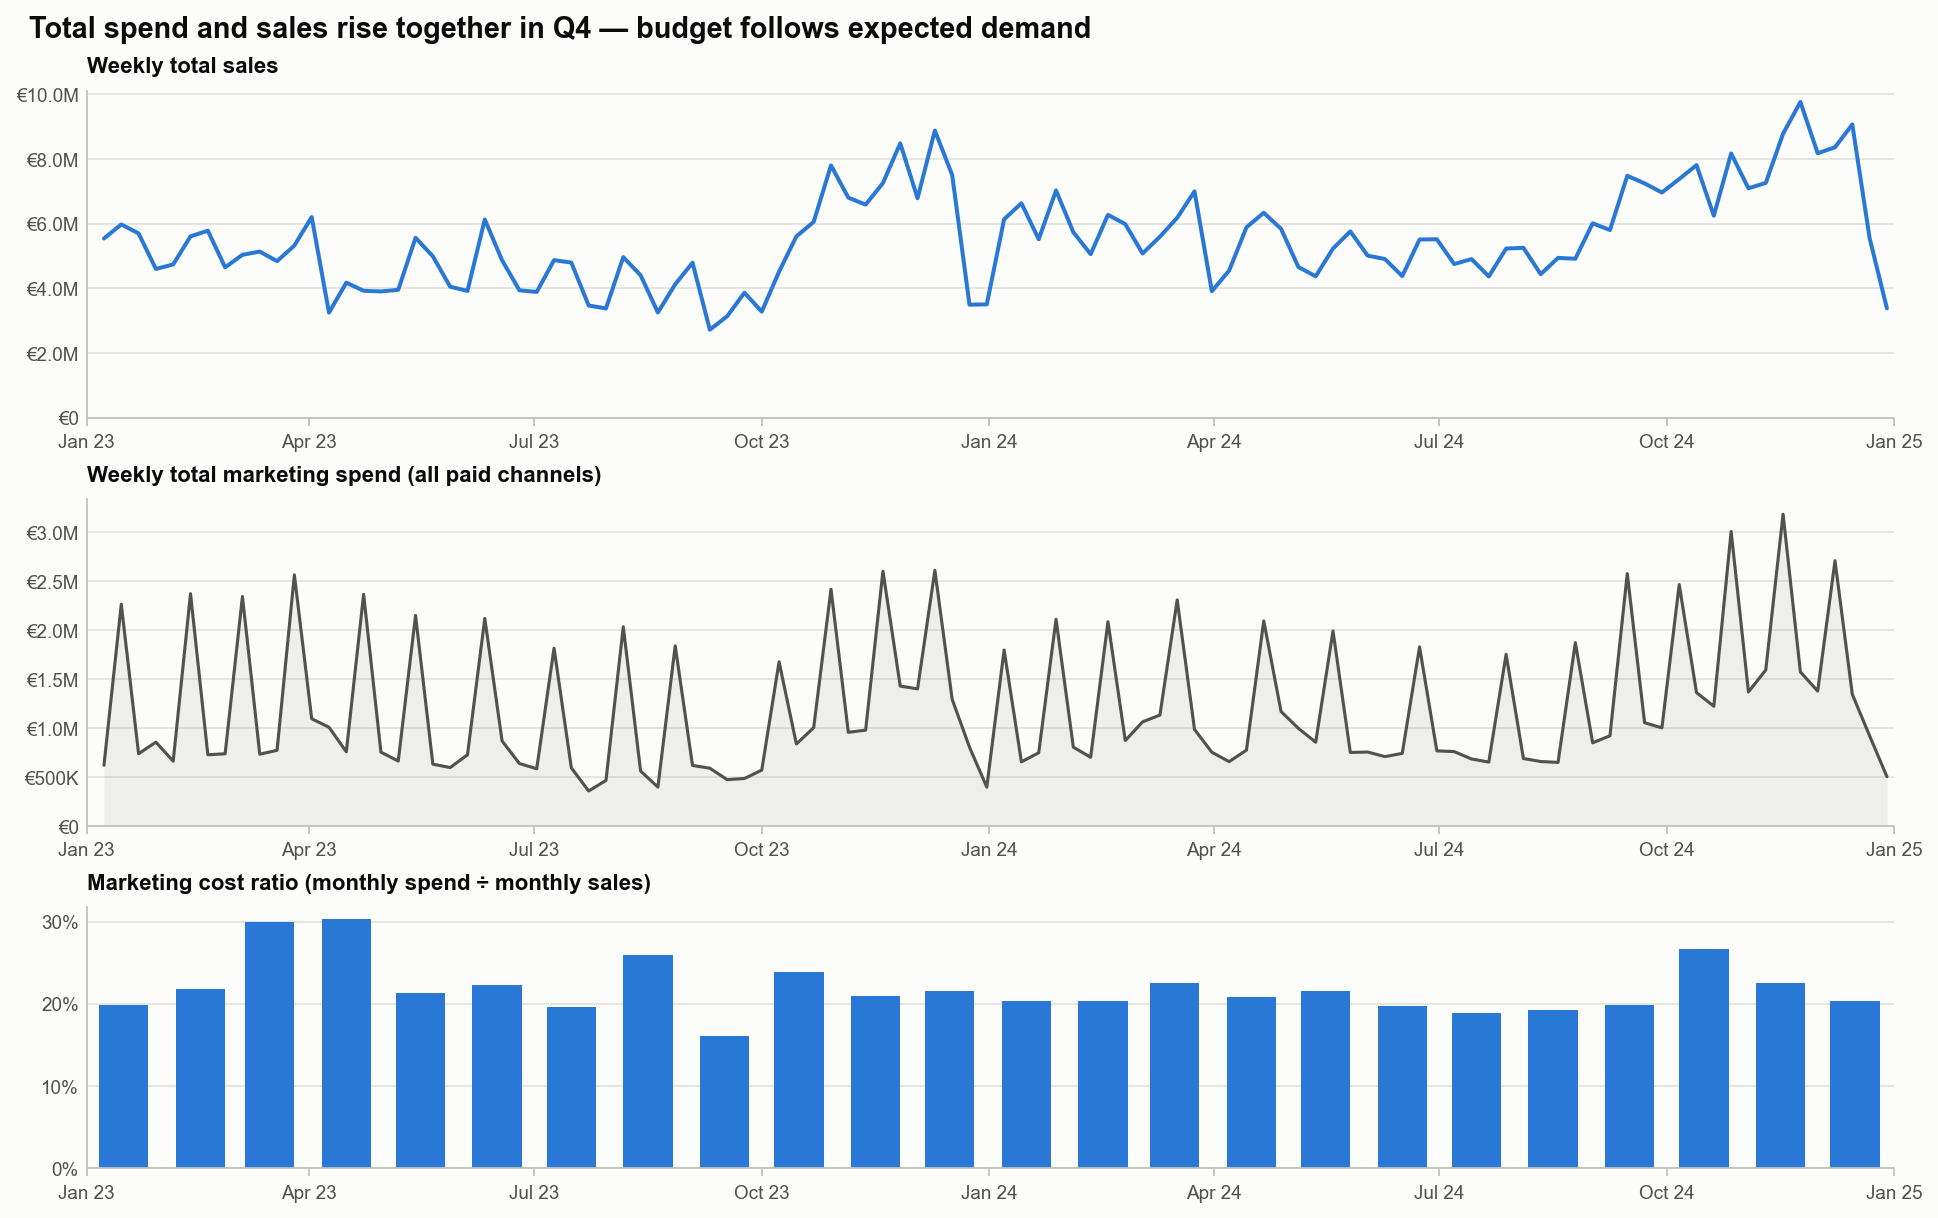 Total spend and sales rise together in Q4 — budget follows expected demand
Weekly total sales
€10.0M
€8.0M
€6.0M
€4.0M
€2.0M
€0
Jan 23 Apr 23 Jul 23 Oct 23 Jan 24 Apr 24 Jul 24 Oct 24 Jan 25
Weekly total marketing spend (all paid channels)
€3.0M
€2.5M
€2.0M
€1.5M
€1.0M
€500K
€0
Jan 23 Apr 23 Jul 23 Oct 23 Jan 24 Apr 24 Jul 24 Oct 24 Jan 25
Marketing cost ratio (monthly spend ÷ monthly sales)
30%
20%
10%
0%
Jan 23 Apr 23 Jul 23 Oct 23 Jan 24 Apr 24 Jul 24 Oct 24 Jan 25